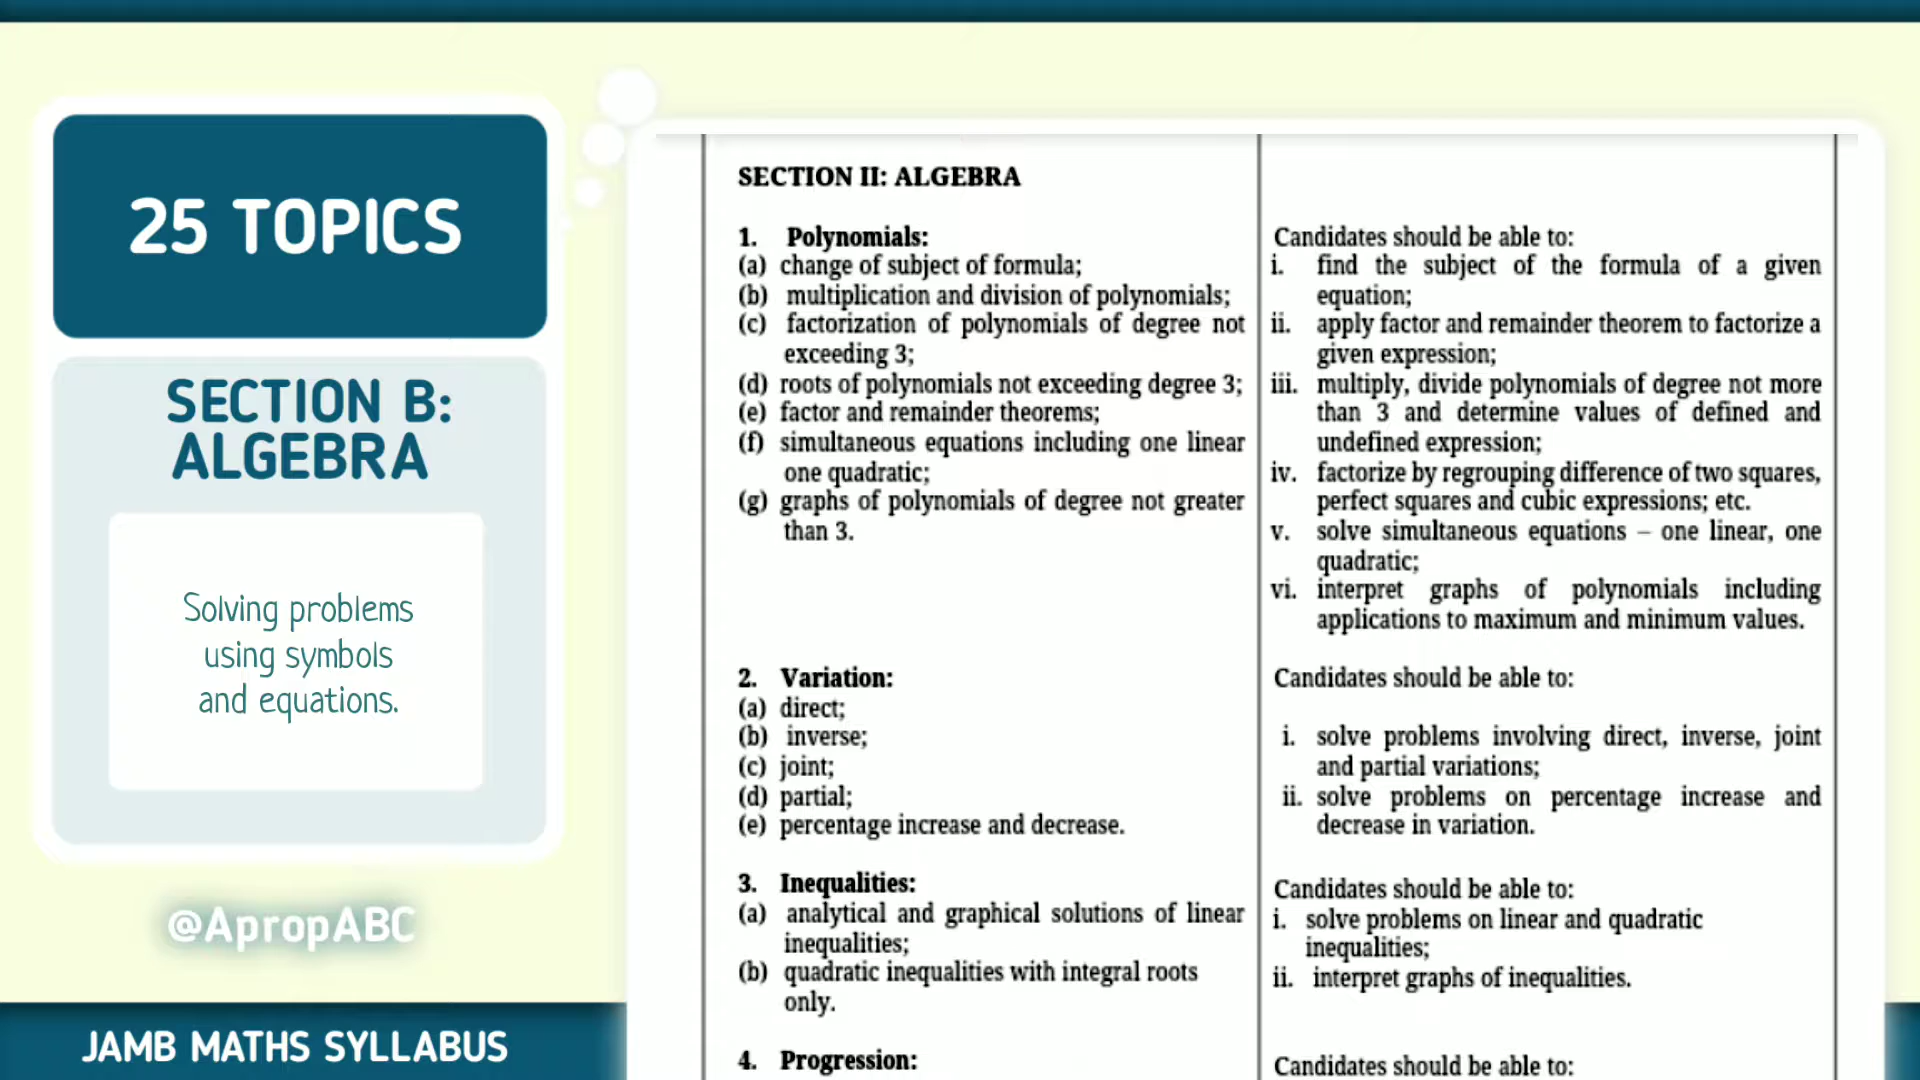 25 TOPICS
SECTION B:
ALGEBRA
Solving problems
using symbols
and equations.
@ApropABC
JAMB MATHS SYLLABUS
SECTION II: ALGEBRA
1. Polynomials:
(a) change of subject of formula;
(b) multiplication and division of polynomials;
(c) factorization of polynomials of degree not
exceeding 3;
(d) roots of polynomials not exceeding degree 3;
(e) factor and remainder theorems;
(f) simultaneous equations including one linear
one quadratic;
(g) graphs of polynomials of degree not greater
than 3.
Candidates should be able to:
i. find the subject of the formula of a given
equation;
ii. apply factor and remainder theorem to factorize a
given expression;
iii. multiply, divide polynomials of degree not more
than 3 and determine values of defined and
undefined expression;
iv. factorize by regrouping difference of two squares,
perfect squares and cubic expressions; etc.
v. solve simultaneous equations – one linear, one
quadratic;
vi. interpret graphs of polynomials including
applications to maximum and minimum values.
2. Variation:
(a) direct;
(b) inverse;
(c) joint;
(d) partial;
(e) percentage increase and decrease.
Candidates should be able to:
i. solve problems involving direct, inverse, joint
and partial variations;
ii. solve problems on percentage increase and
decrease in variation.
3. Inequalities:
(a) analytical and graphical solutions of linear
inequalities;
(b) quadratic inequalities with integral roots
only.
Candidates should be able to:
i. solve problems on linear and quadratic
inequalities;
ii. interpret graphs of inequalities.
4. Progression:
Candidates should be able to: